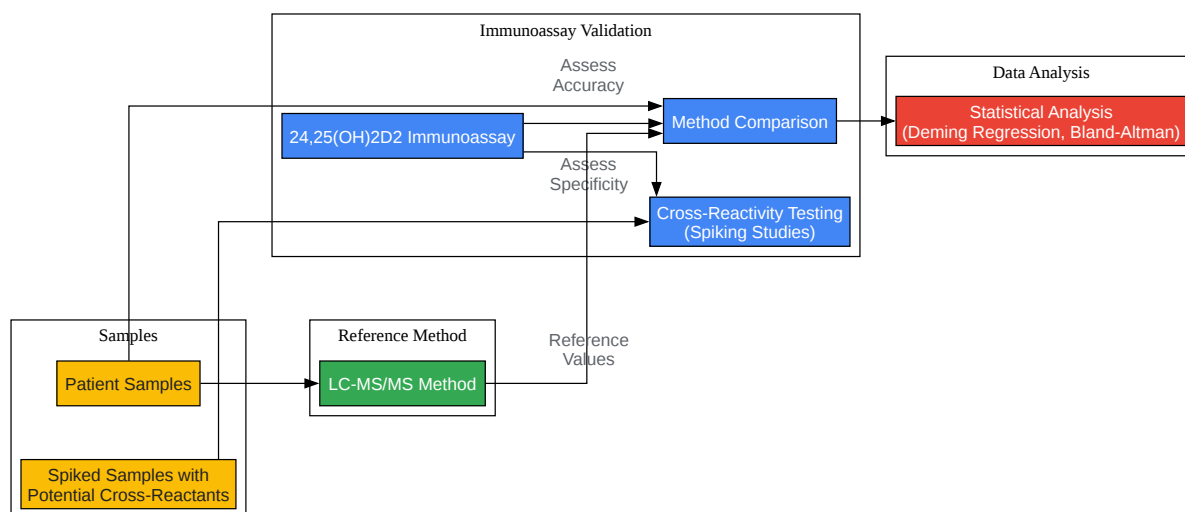 Immunoassay Validation
Assess
Accuracy
24,25(OH)2D2 Immunoassay
Method Comparison
Assess
Specificity
Cross-Reactivity Testing
(Spiking Studies)
Data Analysis
Statistical Analysis
(Deming Regression, Bland-Altman)
Samples
Patient Samples
Spiked Samples with
Potential Cross-Reactants
Reference Method
LC-MS/MS Method
Reference
Values